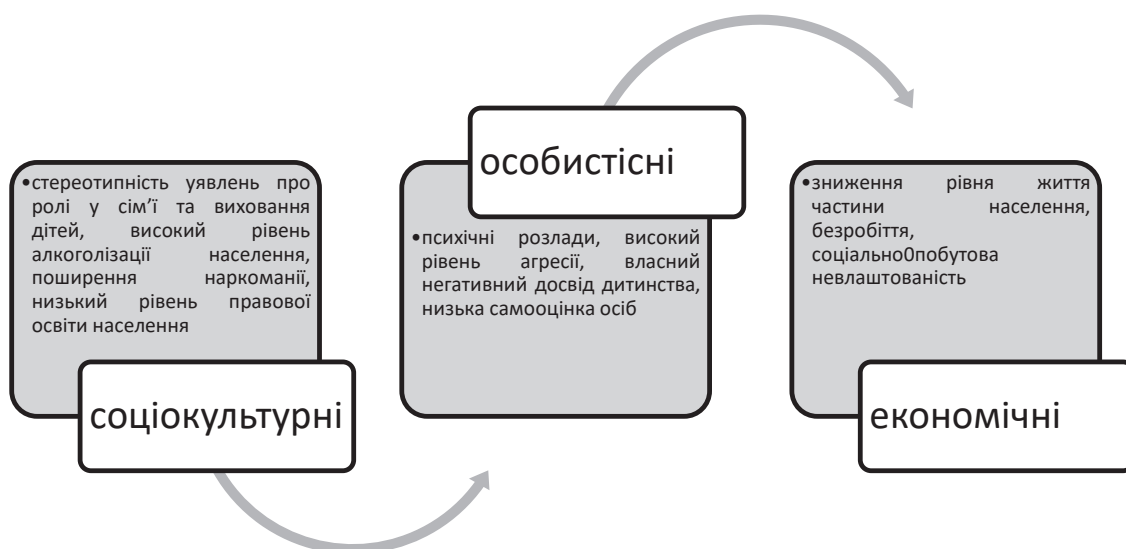 •стереотипність уявлень про
ролі у сім’ї та виховання
дітей, високий рівень
алкоголізації населення,
поширення наркоманії,
низький рівень правової
освіти населення
соціокультурні
особистісні
•психічні розлади, високий
рівень агресії, власний
негативний досвід дитинства,
низька самооцінка осіб
•зниження рівня життя
частини населення,
безробіття,
соціально0побутова
невлаштованість
економічні